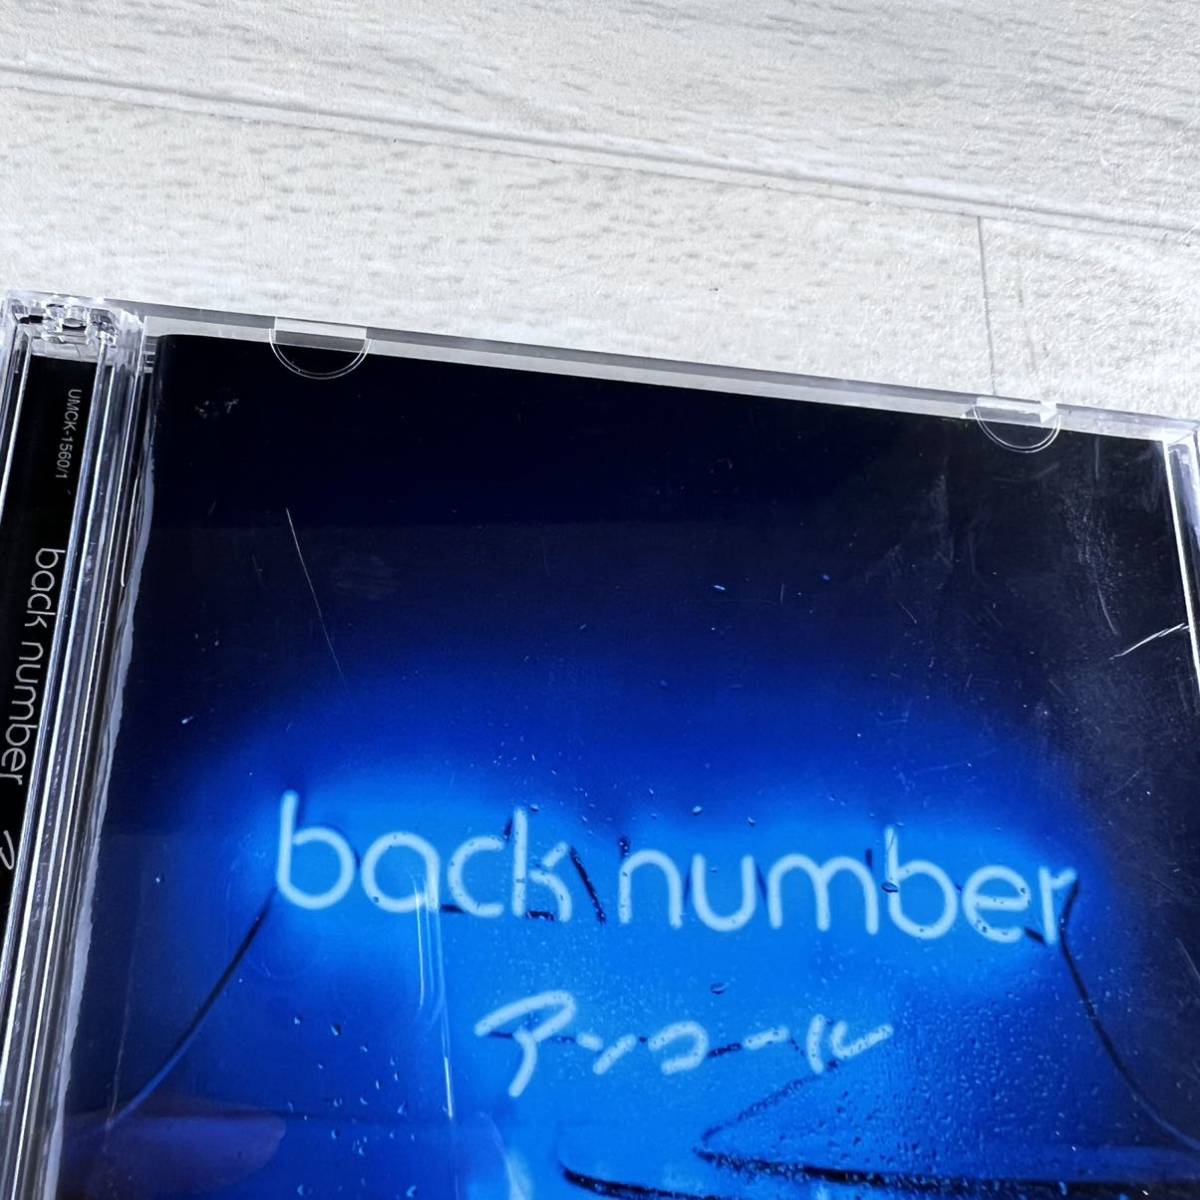 UMCK-1560/1
back number
back number
アンコール